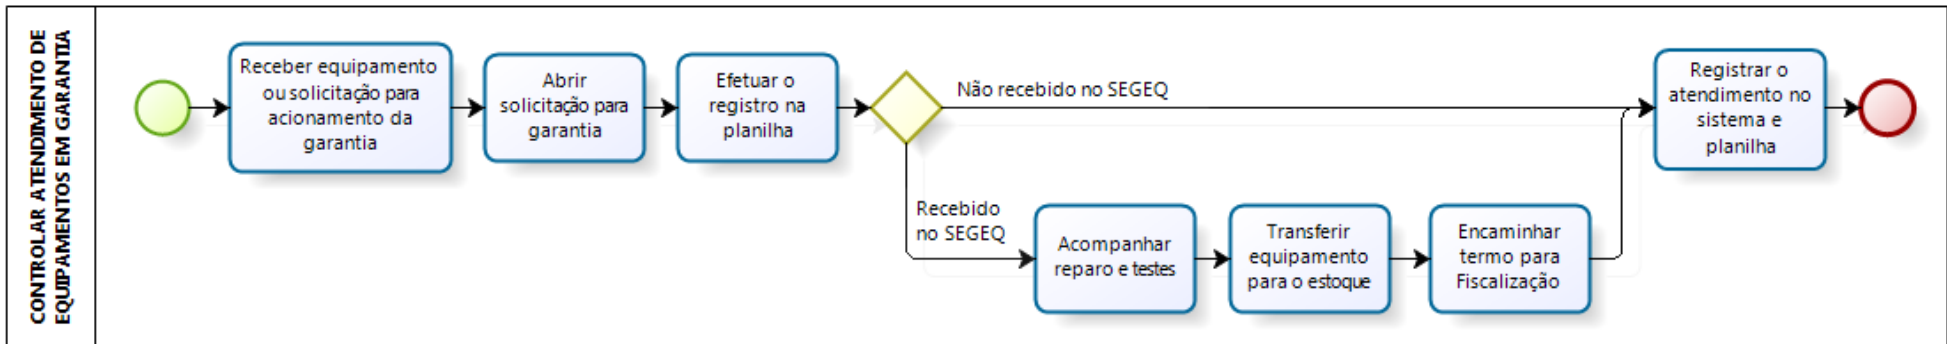 CONTROLAR ATENDIMENTO DE
EQUIPAMENTOS EM GARANTIA
Receber equipamento
ou solicitação para
acionamento da
garantia
Abrir
solicitação para
garantia
Efetuar o
registro na
planilha
Não recebido no SEGEQ
Recebido
no SEGEQ
Acompanhar
reparo e testes
Transferir
equipamento
para o estoque
Encaminhar
termo para
Fiscalização
Registrar o
atendimento no
sistema e
planilha